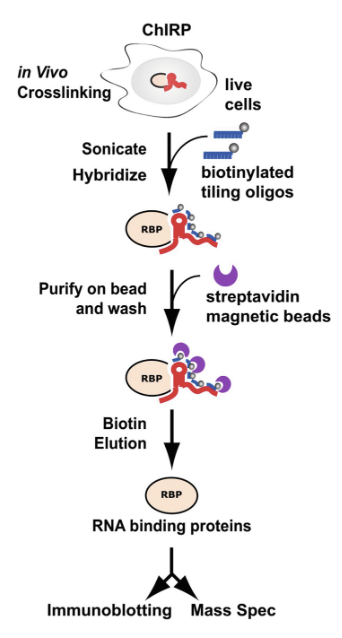 ChIRP
in Vivo
Crosslinking
live
cells
Sonicate
Hybridize
biotinylated
tiling oligos
RBP
Purify on bead
and wash
streptavidin
magnetic beads
RBP
Biotin
Elution
RBP
RNA binding proteins
Immunoblotting Mass Spec